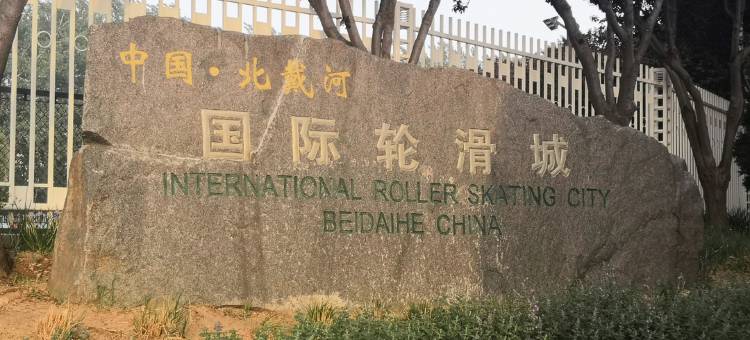 中国·北戴河
国际轮滑城
INTERNATIONAL ROLLER SKATING CITY
BEIDAIHE CHINA